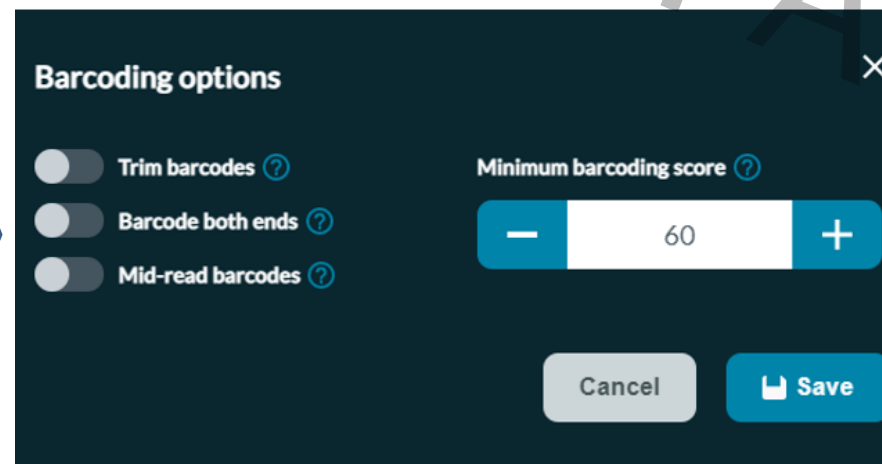 Barcoding options
Trim barcodes ?
Minimum barcoding score ?
Barcode both ends ?
60
Mid-read barcodes ?
Cancel
Save